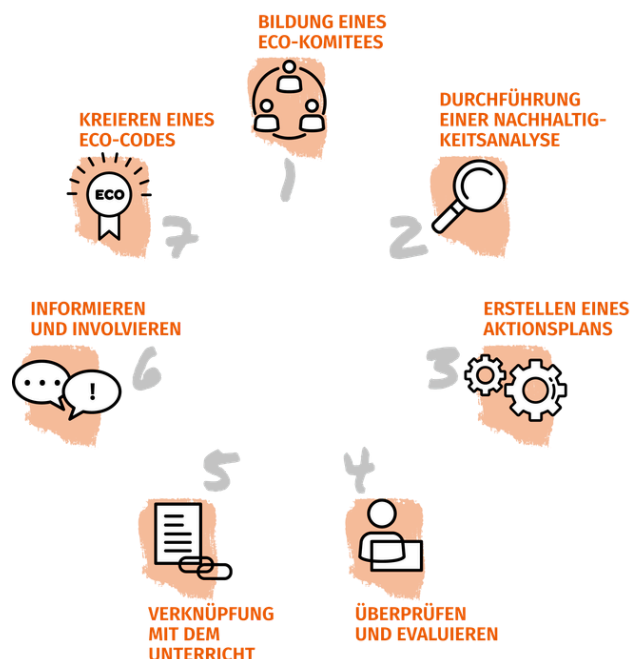 BILDUNG EINES
ECO-KOMITEES
1
DURCHFÜHRUNG
EINER NACHHALTIG-
KEITSANALYSE
2
ERSTELLEN EINES
AKTIONSPLANS
3
4
ÜBERPRÜFEN
UND EVALUIEREN
5
VERKNÜPFUNG
MIT DEM
UNTERRICHT
INFORMIEREN
UND INVOLVIEREN
!
6
KREIEREN EINES
ECO-CODES
ECO
7